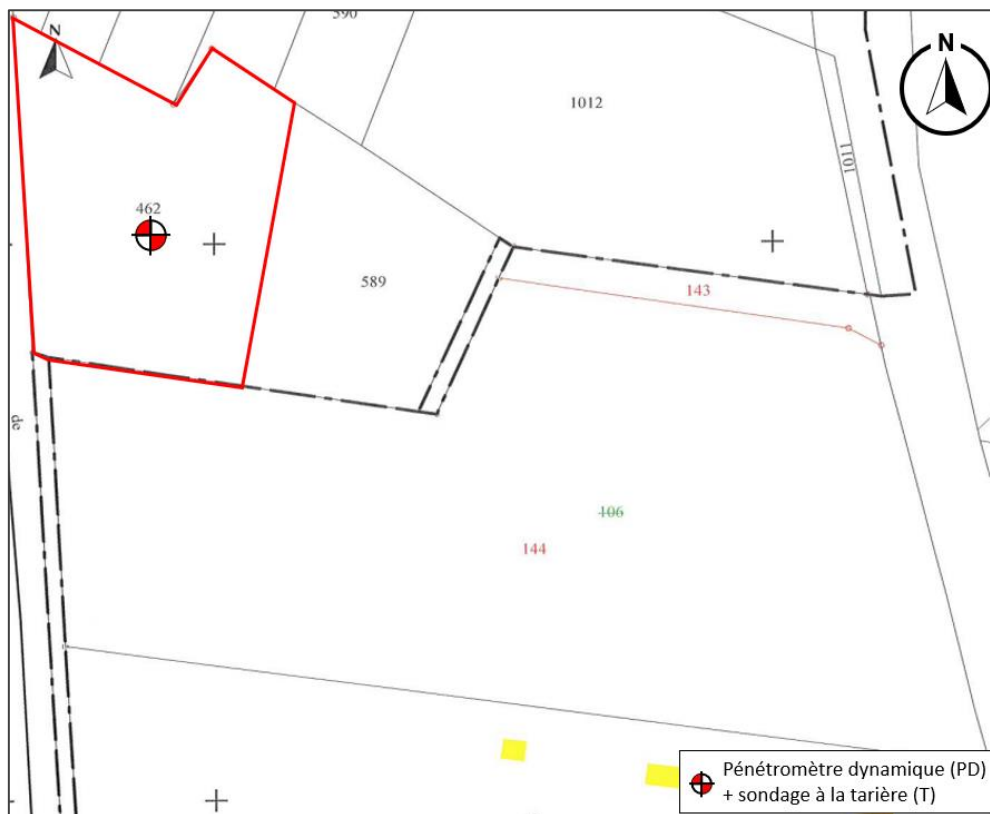 590
N
N
1012
1011
462
589
143
de
106
144
Pénétromètre dynamique (PD)
+ sondage à la tarière (T)